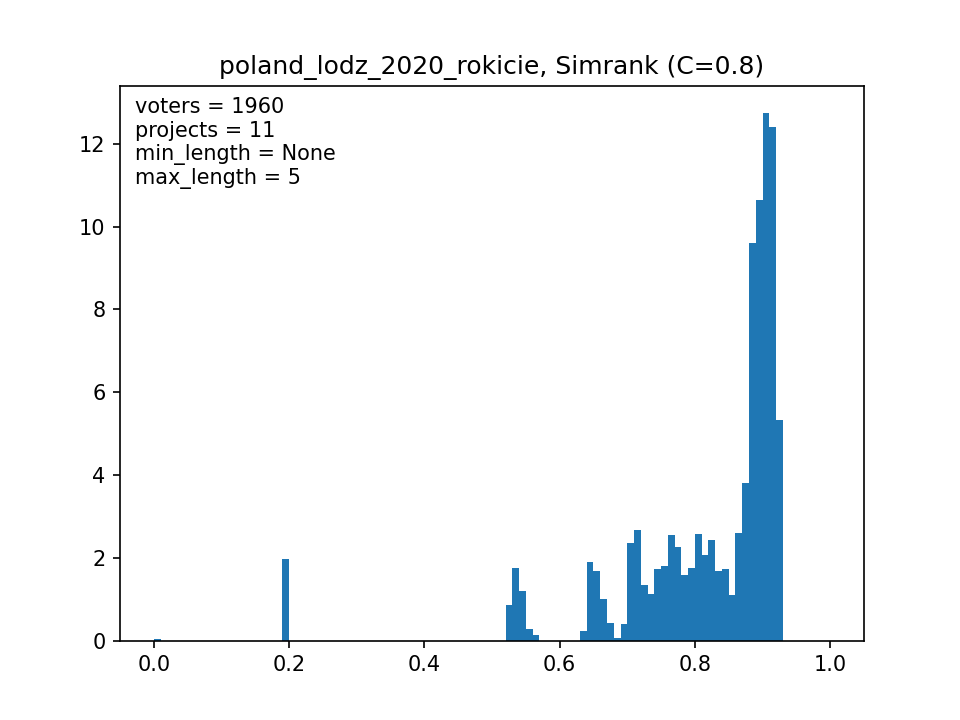 poland_lodz_2020_rokicie, Simrank (C=0.8)
voters = 1960
projects = 11
min_length = None
max_length = 5
12
10
8
6
4
2
0
0.0 0.2 0.4 0.6 0.8 1.0